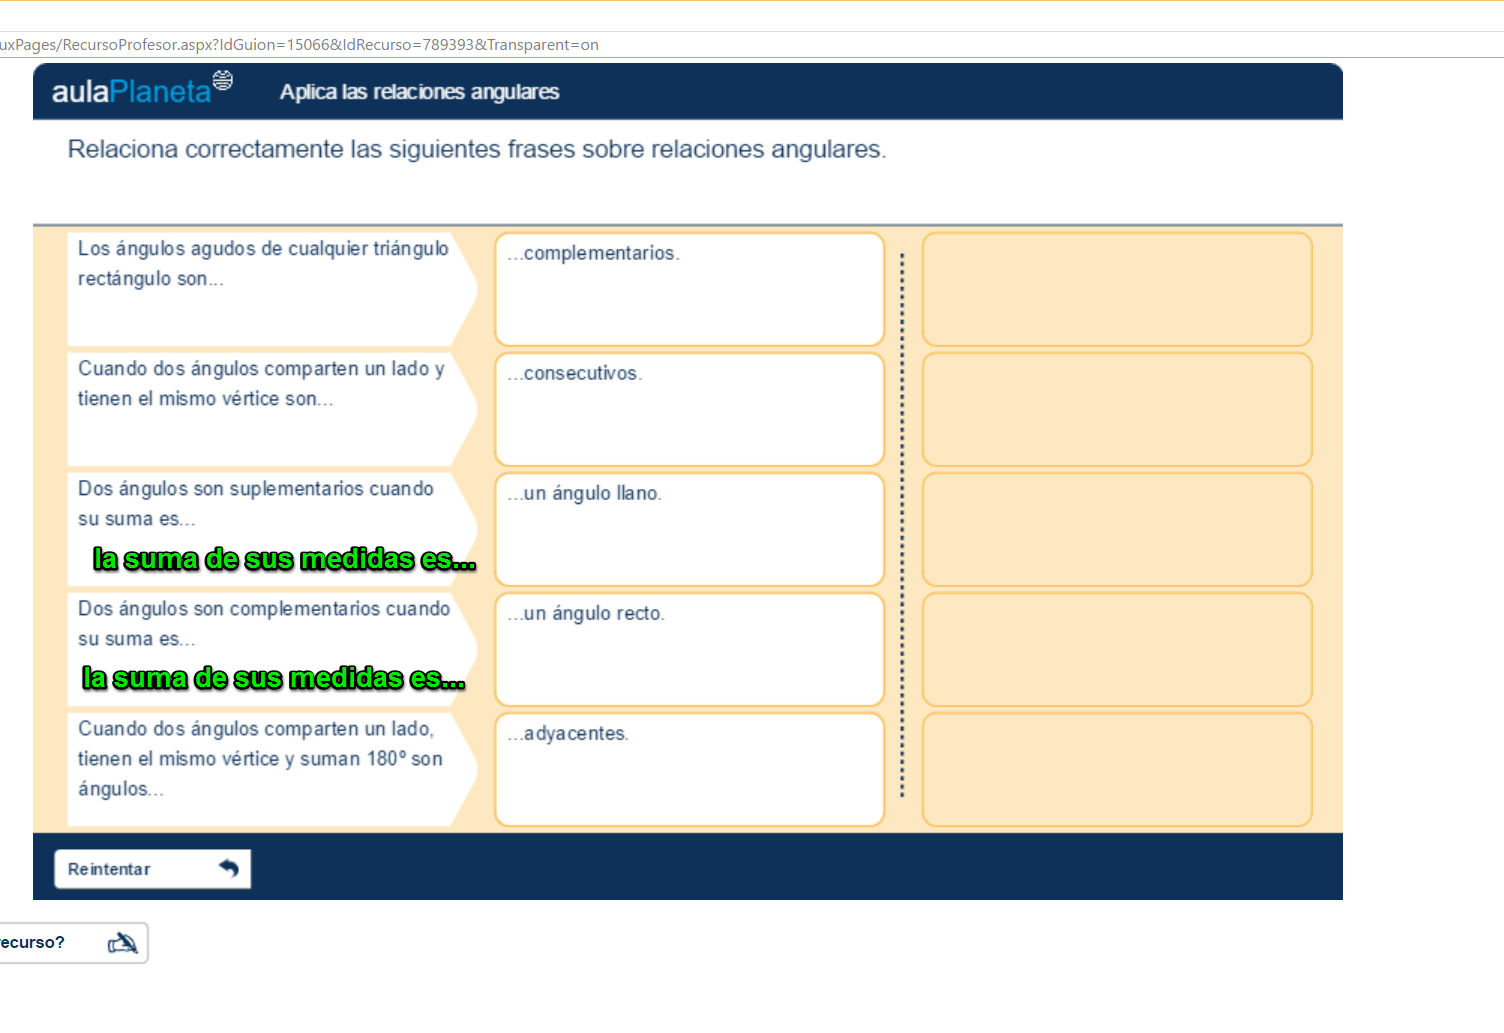 uxPages/RecursoProfesor.aspx?IdGuion=15066&IdRecurso=789393&Transparent=on
aulaPlaneta
Aplica las relaciones angulares
Relaciona correctamente las siguientes frases sobre relaciones angulares.
Los ángulos agudos de cualquier triángulo
rectángulo son...
...complementarios.
Cuando dos ángulos comparten un lado y
tienen el mismo vértice son...
...consecutivos.
Dos ángulos son suplementarios cuando
su suma es...
la suma de sus medidas es...
...un ángulo llano.
Dos ángulos son complementarios cuando
su suma es...
la suma de sus medidas es...
...un ángulo recto.
Cuando dos ángulos comparten un lado,
tienen el mismo vértice y suman 180º son
ángulos...
...adyacentes.
Reintentar
ecurso?